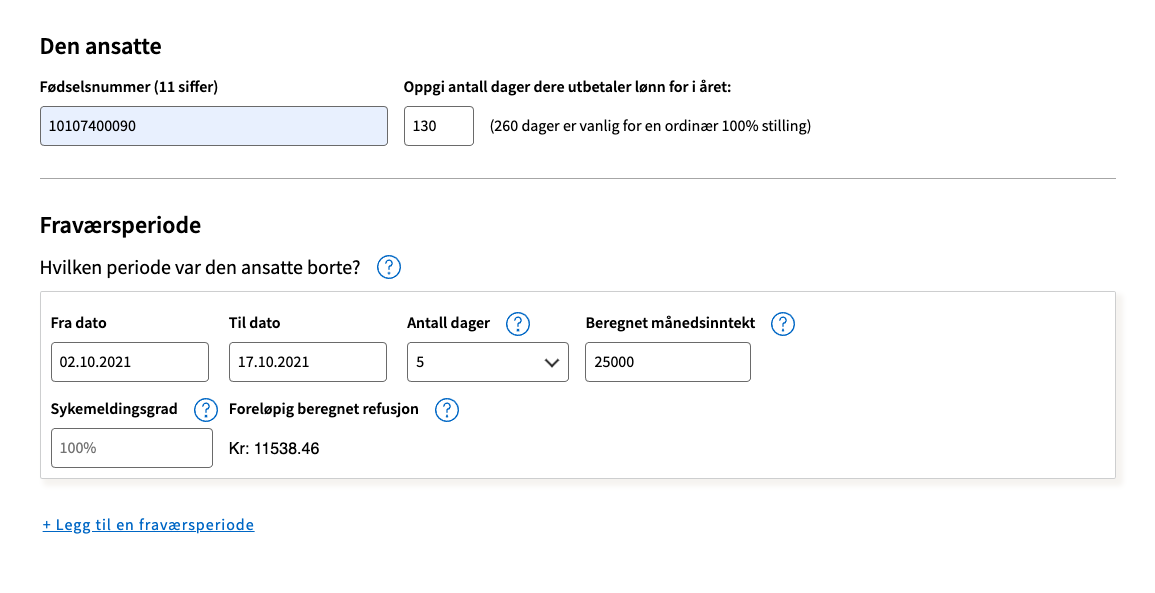 Den ansatte
Fødselsnummer (11 siffer) Oppgi antall dager dere utbetaler lønn for i året:
10107400090 130 (260 dager er vanlig for en ordinær 100% stilling)
Fraværsperiode
Hvilken periode var den ansatte borte? ?
Fra dato Til dato Antall dager ? Beregnet månedsinntekt ?
02.10.2021 17.10.2021 5 25000
Sykemeldingsgrad ? Foreløpig beregnet refusjon ?
100% Kr: 11538.46
+ Legg til en fraværsperiode